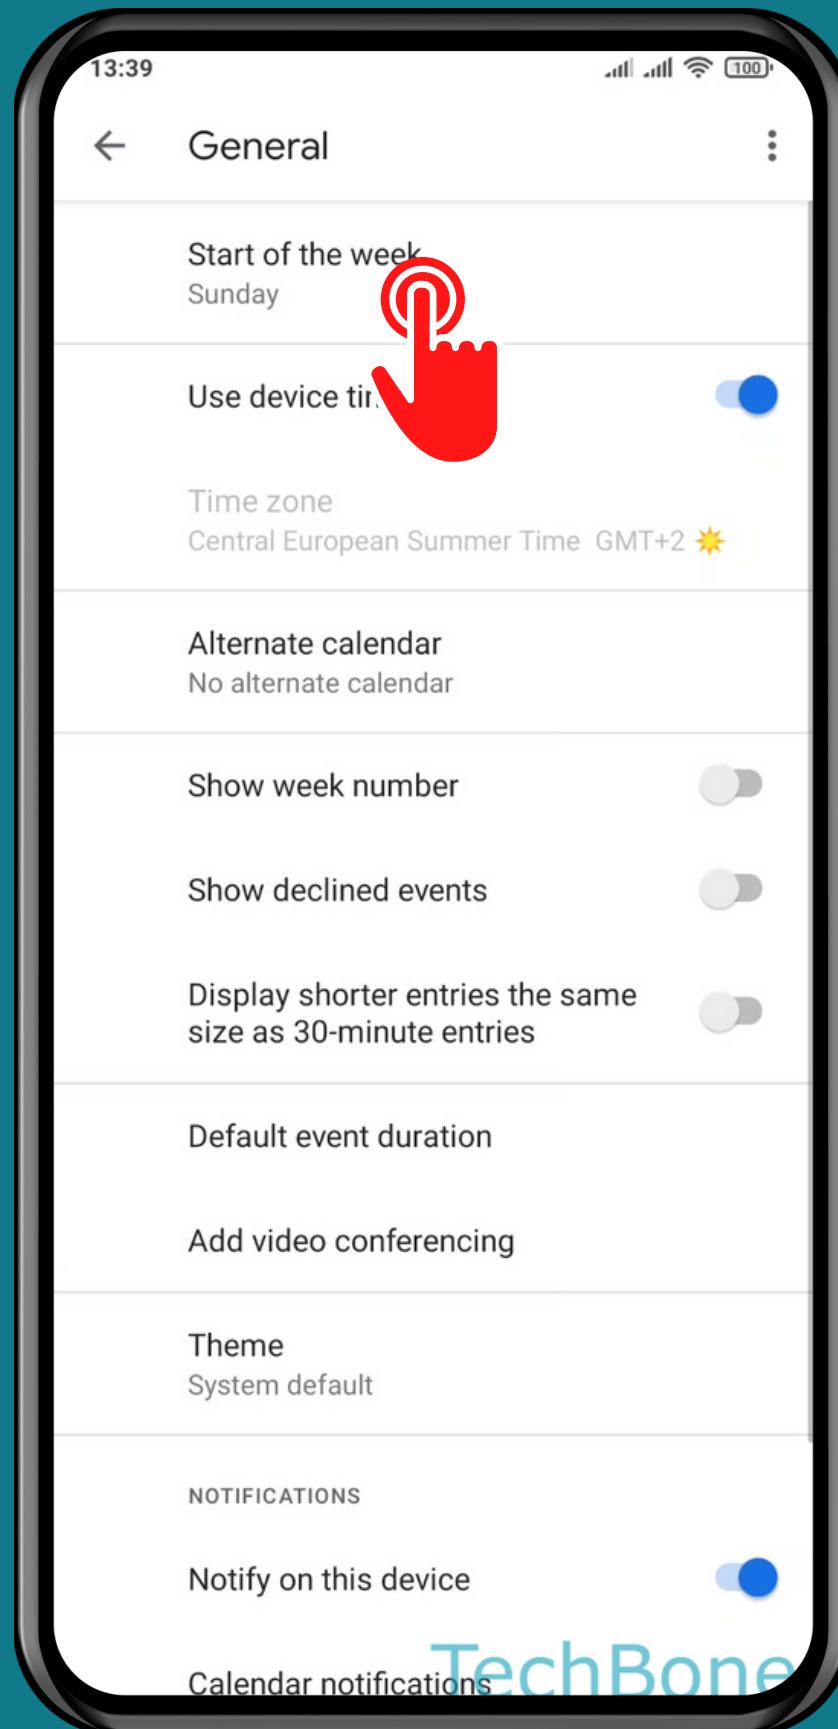 13:39
100
General
Start of the week
Sunday
Use device
Time zone
Central European Summer Time GMT+2
Alternate calendar
No alternate calendar
Show week number
Show declined events
Display shorter entries the same
size as 30-minute entries
Default event duration
Add video conferencing
Theme
System default
NOTIFICATIONS
Notify on this device
Calendar notifications
TechBone